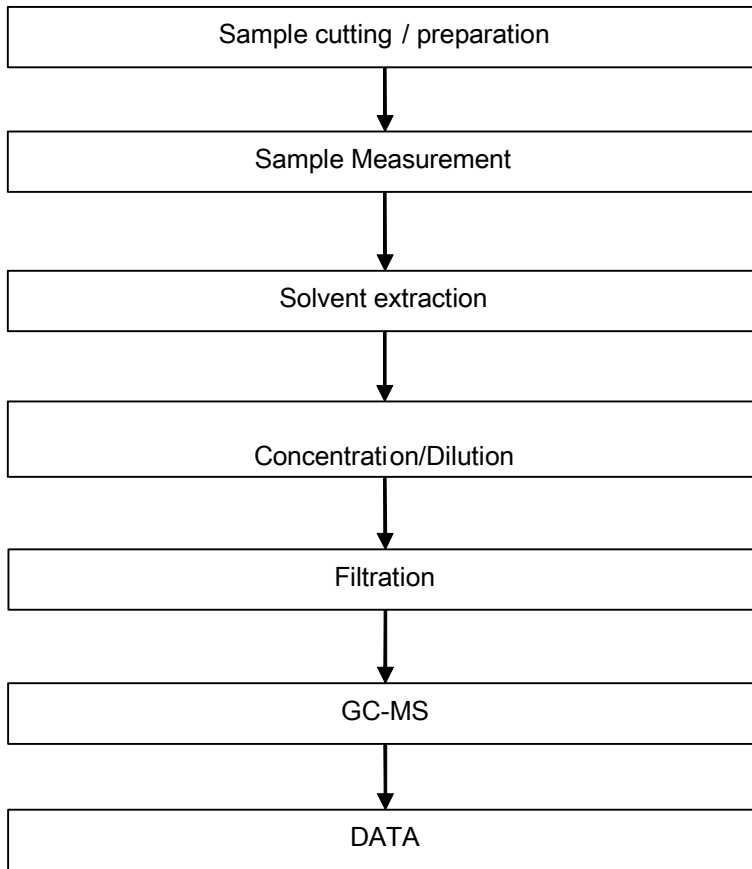 Sample cutting / preparation
Sample Measurement
Solvent extraction
Concentration/Dilution
Filtration
GC-MS
DATA